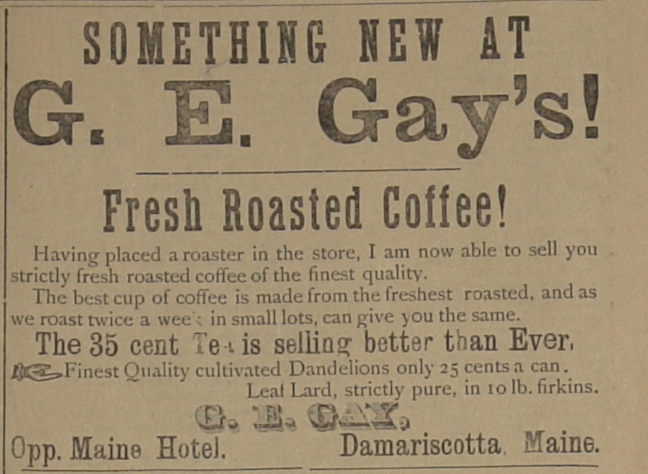 SOMETHING NEW AT
G. E. Gay's!
Fresh Roasted Coffee!
Having placed a roaster in the store, I am now able to sell you
strictly fresh roasted coffee of the finest quality.
The best cup of coffee is made from the freshest roasted, and as
we roast twice a week in small lots, can give you the same.
The 35 cent Tea is selling better than Ever.
Finest Quality cultivated Dandelions only 25 cents a can.
Leaf Lard, strictly pure, in 10 lb. firkins.
G. E. GAY,
Opp. Maine Hotel. Damariscotta, Maine.